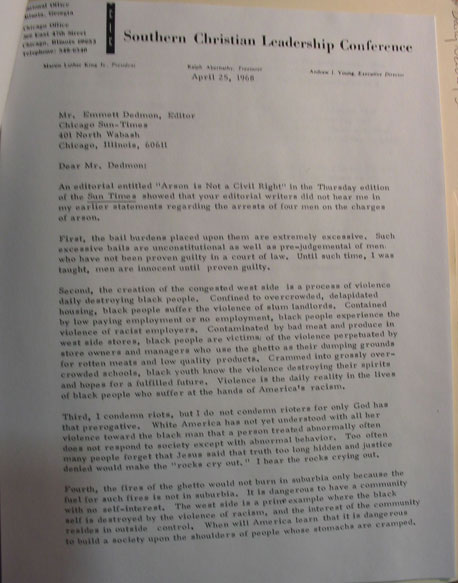 National Office
Atlanta, Georgia
Chicago Office
366 East 47th Street
Chicago, Illinois 60653
Telephone: 548-6540
Southern Christian Leadership Conference
Martin Luther King Jr., President
Ralph Abernathy, Treasurer
Andrew J. Young, Executive Director
April 25, 1968
Mr. Emmett Dedmon, Editor
Chicago Sun-Times
401 North Wabash
Chicago, Illinois, 60611
Dear Mr. Dedmon:
An editorial entitled "Arson is Not a Civil Right" in the Thursday edition
of the Sun Times showed that your editorial writers did not hear me in
my earlier statements regarding the arrests of four men on the charges
of arson.
First, the bail burdens placed upon them are extremely excessive. Such
excessive bails are unconstitutional as well as pre-judgemental of men
who have not been proven guilty in a court of law. Until such time, I was
taught, men are innocent until proven guilty.
Second, the creation of the congested west side is a process of violence
daily destroying black people. Confined to overcrowded, delapidated
housing, black people suffer the violence of slum landlords. Contained
by low paying employment or no employment, black people experience the
violence of racist employers. Contaminated by bad meat and produce in
west side stores, black people are victims of the violence perpetuated by
store owners and managers who use the ghetto as their dumping grounds
for rotten meats and low quality products. Crammed into grossly over-
crowded schools, black youth know the violence destroying their spirits
and hopes for a fulfilled future. Violence is the daily reality in the lives
of black people who suffer at the hands of America's racism.
Third, I condemn riots, but I do not condemn rioters for only God has
that prerogative. White America has not yet understood with all her
violence toward the black man that a person treated abnormally often
does not respond to society except with abnormal behavior. Too often
many people forget that Jesus said that truth too long hidden and justice
denied would make the "rocks cry out." I hear the rocks crying out.
Fourth, the fires of the ghetto would not burn in suburbia only because the
fuel for such fires is not in suburbia. It is dangerous to have a community
with no self-interest. The west side is a prime example where the black
self is destroyed by the violence of racism, and the interest of the community
resides in outside control. When will America learn that it is dangerous
to build a society upon the shoulders of people whose stomachs are cramped,